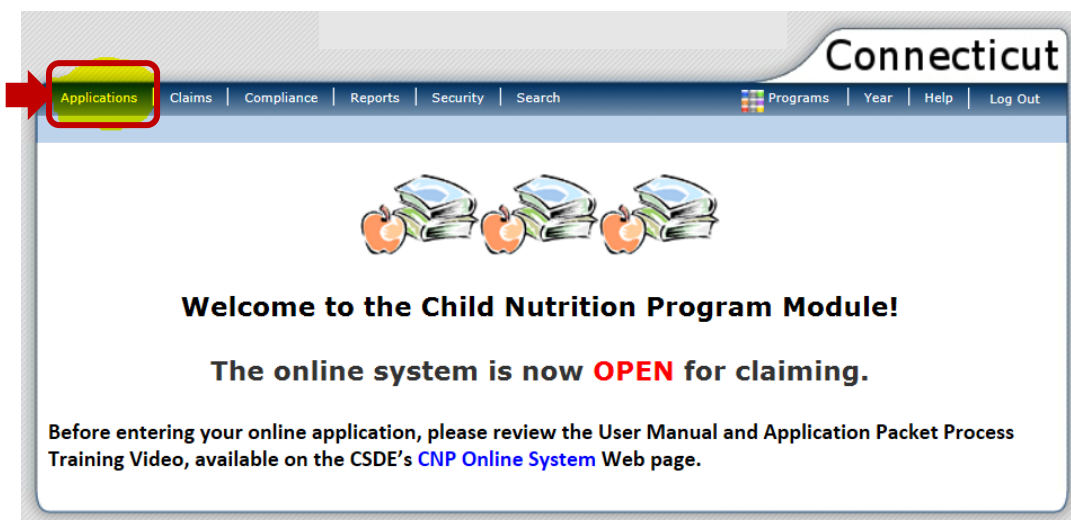 Connecticut
Applications | Claims | Compliance | Reports | Security | Search Programs | Year | Help | Log Out
Welcome to the Child Nutrition Program Module!
The online system is now OPEN for claiming.
Before entering your online application, please review the User Manual and Application Packet Process
Training Video, available on the CSDE’s CNP Online System Web page.